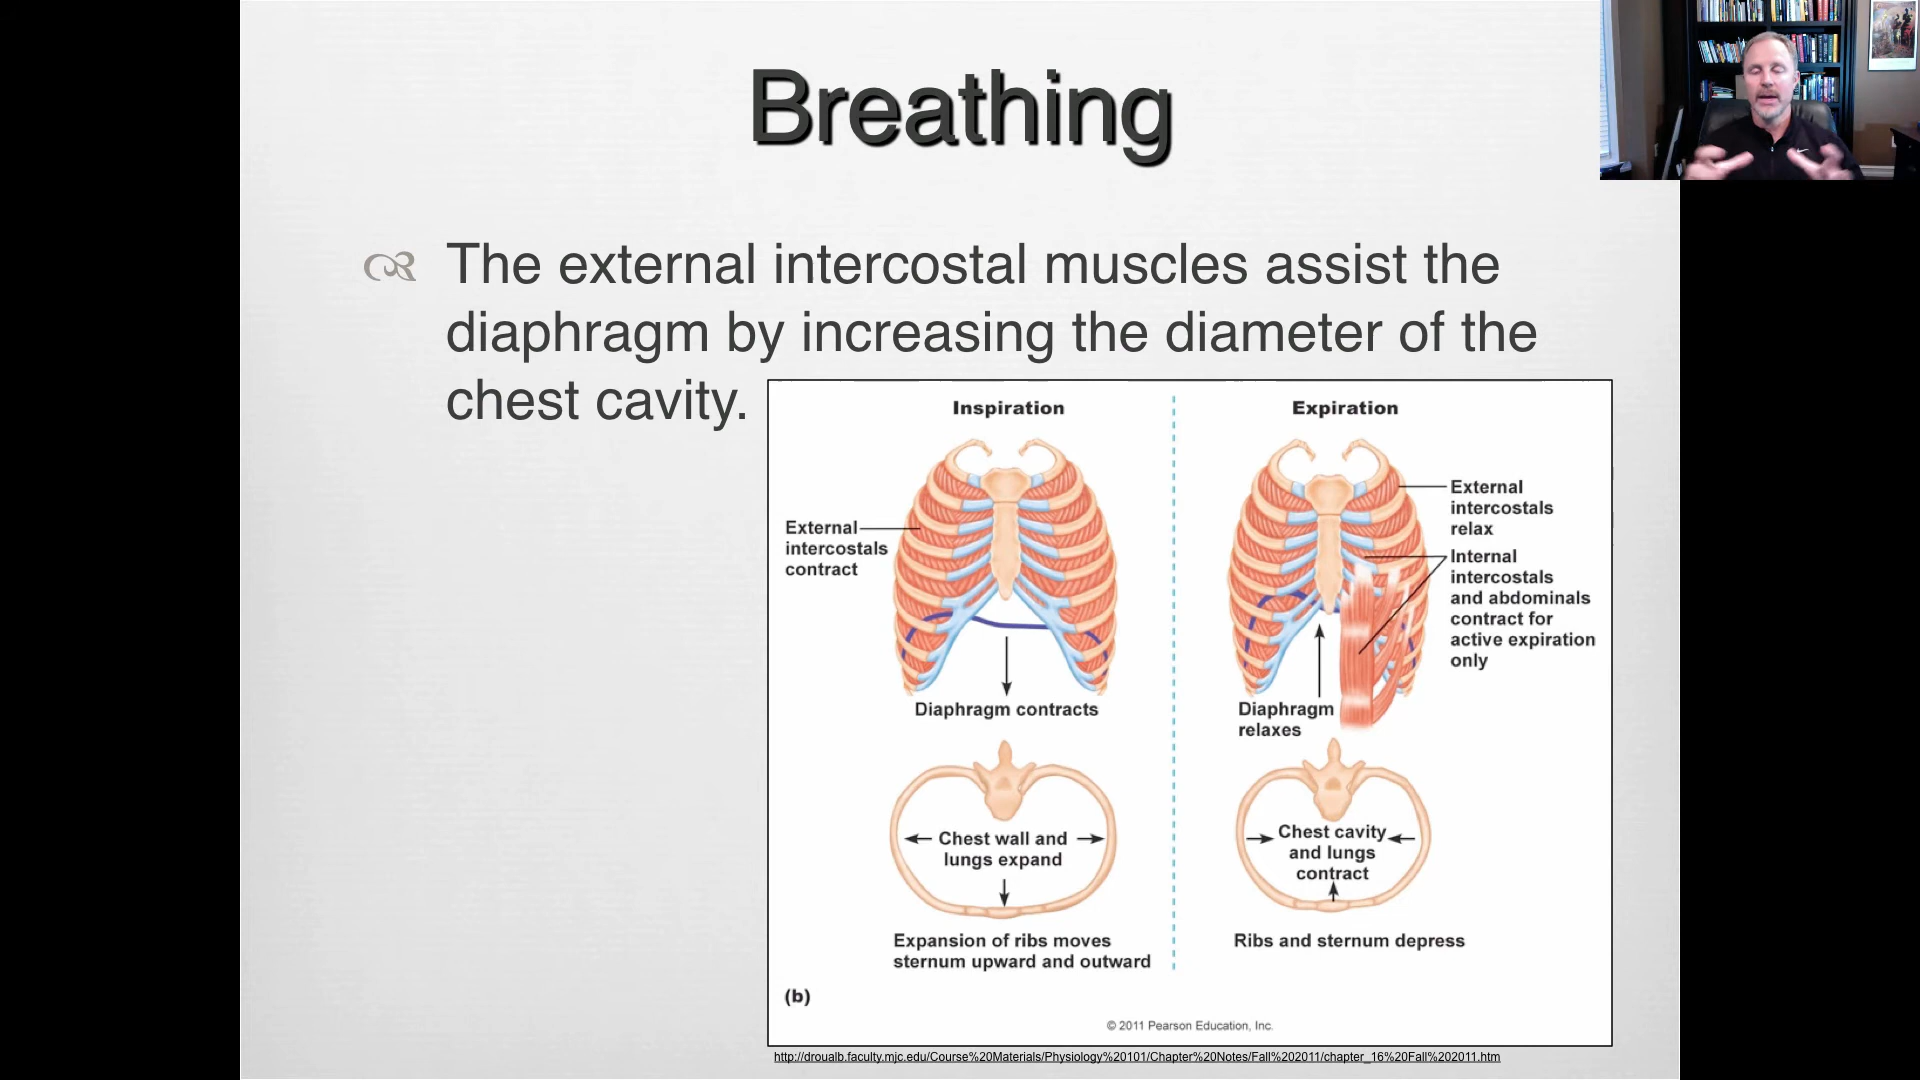 Breathing
The external intercostal muscles assist the
diaphragm by increasing the diameter of the
chest cavity.
Inspiration
External
intercostals
contract
Diaphragm contracts
Chest wall and
lungs expand
Expansion of ribs moves
sternum upward and outward
Expiration
External
intercostals
relax
Internal
intercostals
and abdominals
contract for
active expiration
only
Diaphragm
relaxes
Chest cavity
and lungs
contract
Ribs and sternum depress
(b)
© 2011 Pearson Education, Inc.
http://droualb.faculty.mjc.edu/Course%20Materials/Physiology%20101/Chapter%20Notes/Fall%202011/chapter_16%20Fall%202011.htm